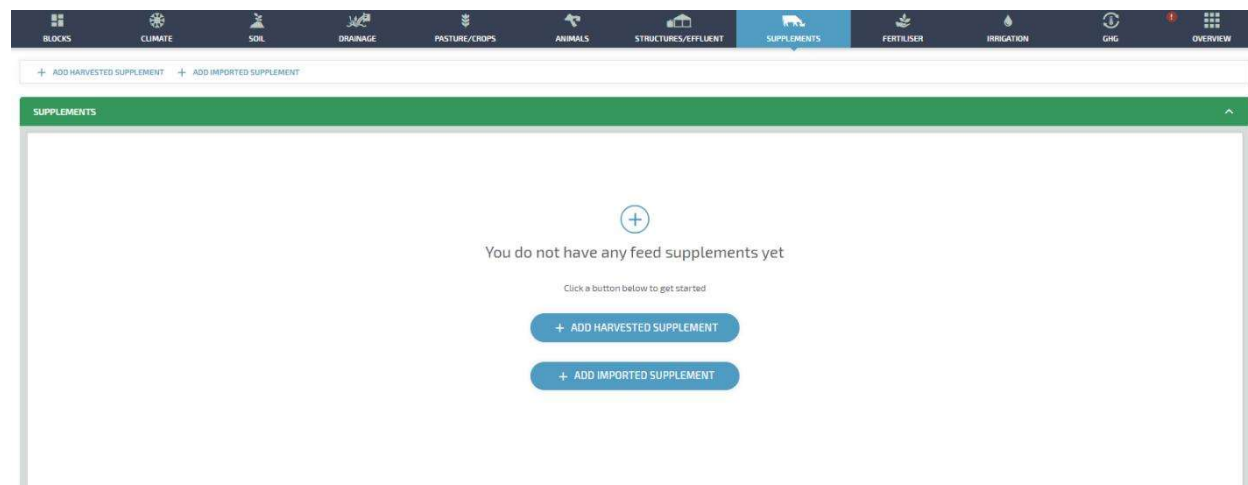 BLOCKS CLIMATE SOIL DRAINAGE PASTURE/CROPS ANIMALS STRUCTURES/EFFLUENT SUPPLEMENTS FERTILISER IRRIGATION GHG ! OVERVIEW
+ ADD HARVESTED SUPPLEMENT + ADD IMPORTED SUPPLEMENT
SUPPLEMENTS
You do not have any feed supplements yet
Click a button below to get started
+ ADD HARVESTED SUPPLEMENT
+ ADD IMPORTED SUPPLEMENT